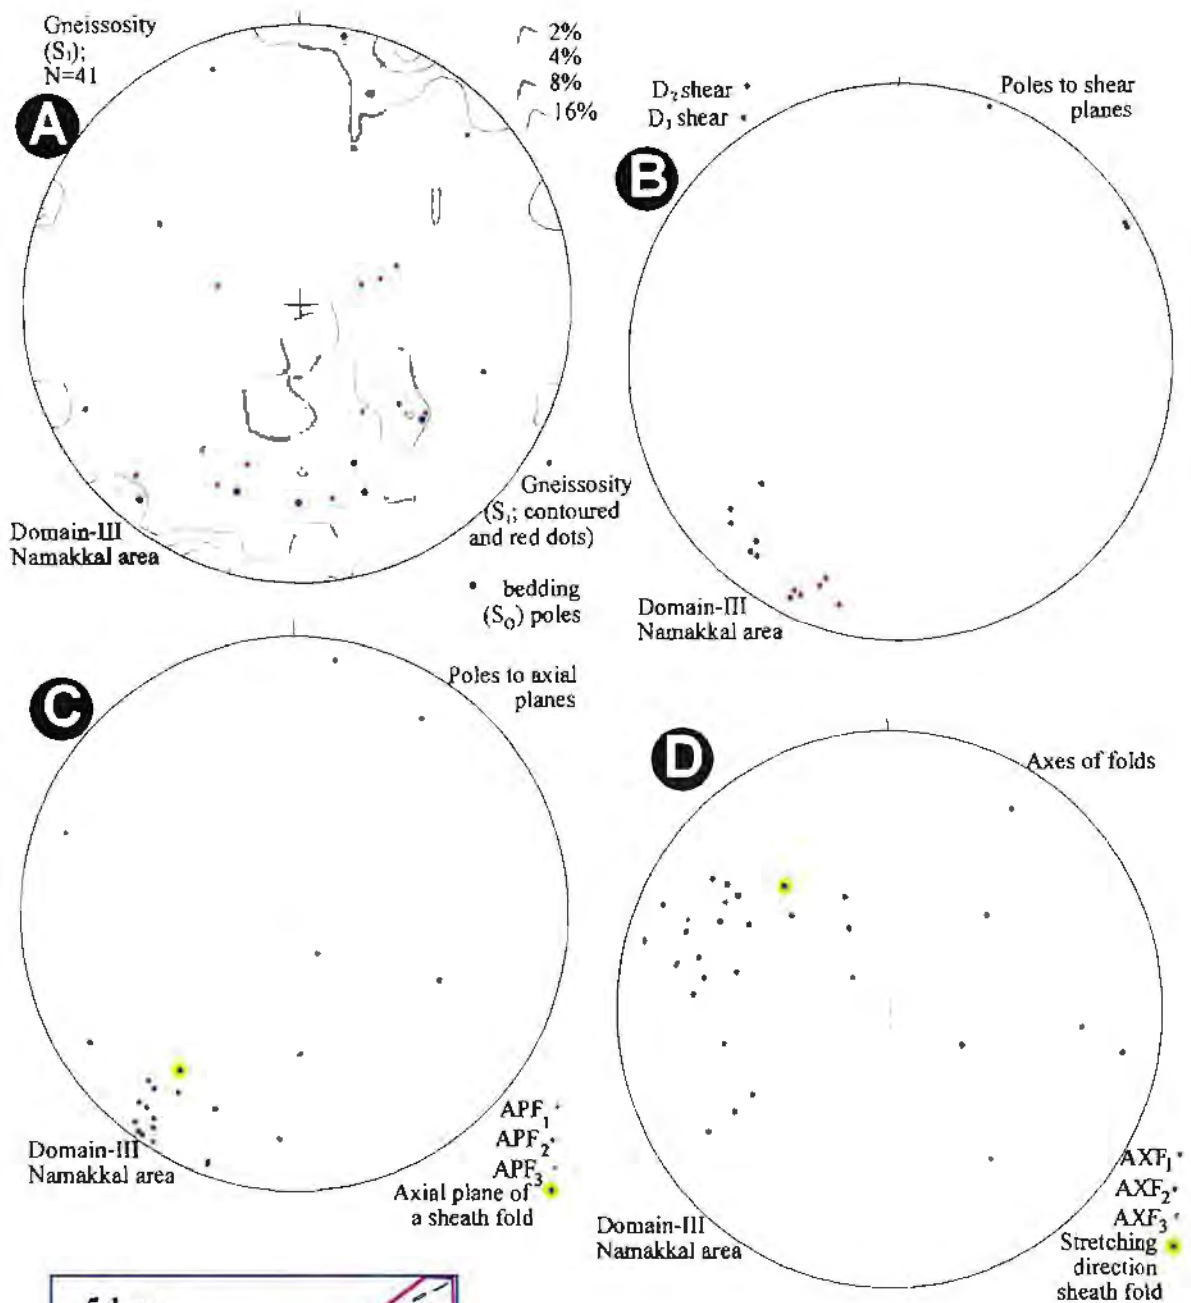 Gneissosity
(S₁);
N=41
2%
4%
8%
16%
A
Gneissosity
(S₁; contoured
and red dots)
Domain-III
Namakkal area
bedding
(S₀) poles
D₂ shear
D₃ shear
Poles to shear
planes
B
Domain-III
Namakkal area
C
Poles to axial
planes
Domain-III
Namakkal area
APF₁
APF₂
APF₃
Axial plane of
a sheath fold
D
Axes of folds
Domain-III
Namakkal area
AXF₁
AXF₂
AXF₃
Stretching
direction
sheath fold